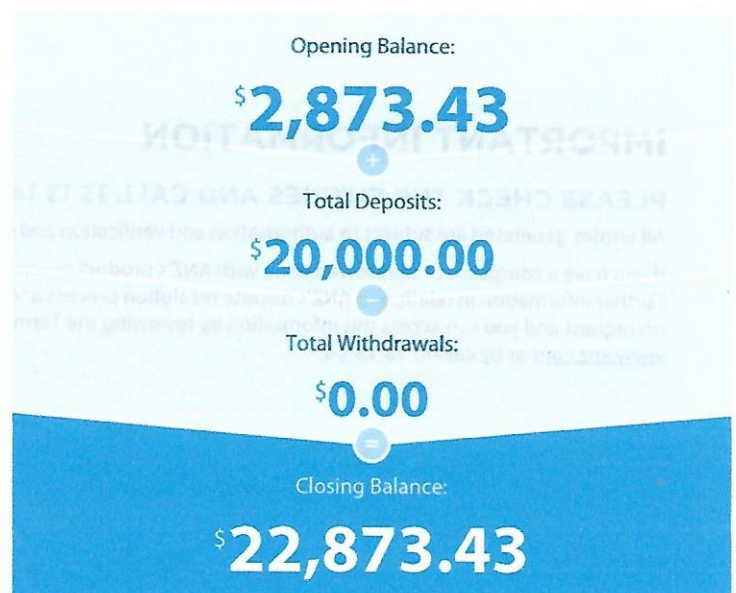 Opening Balance:
$2,873.43
+
Total Deposits:
$20,000.00
-
Total Withdrawals:
$0.00
=
Closing Balance:
$22,873.43